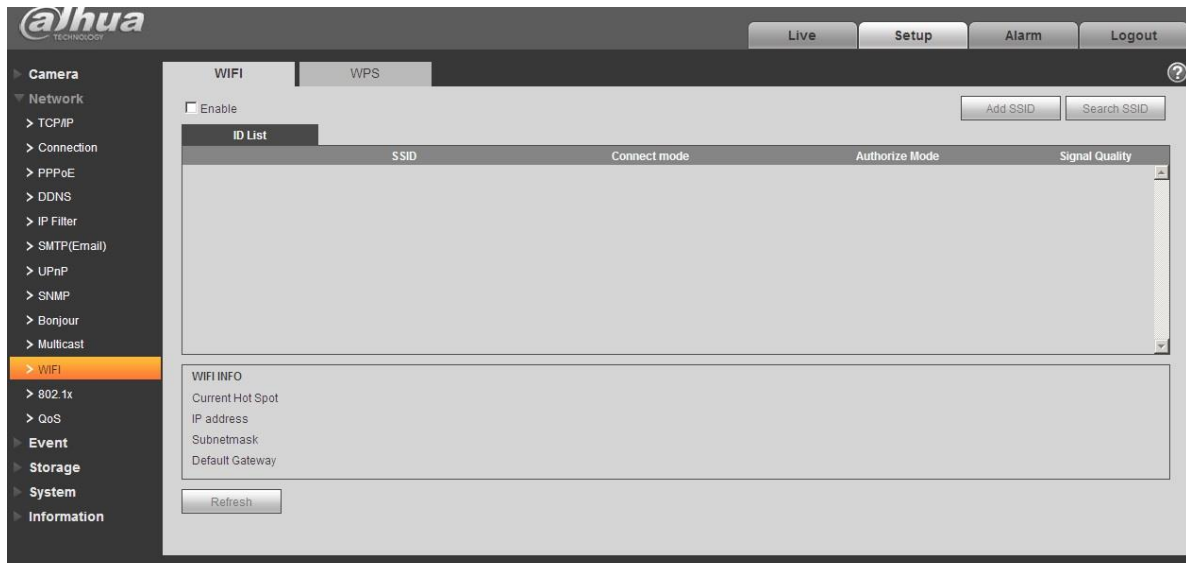 alhua
TECHNOLOGY
Live Setup Alarm Logout
Camera
Network
> TCP/IP
> Connection
> PPPoE
> DDNS
> IP Filter
> SMTP(Email)
> UPnP
> SNMP
> Bonjour
> Multicast
> WIFI
> 802.1x
> QoS
Event
Storage
System
Information
WIFI WPS
?
Enable Add SSID Search SSID
ID List
SSID Connect mode Authorize Mode Signal Quality
WIFI INFO
Current Hot Spot
IP address
Subnetmask
Default Gateway
Refresh